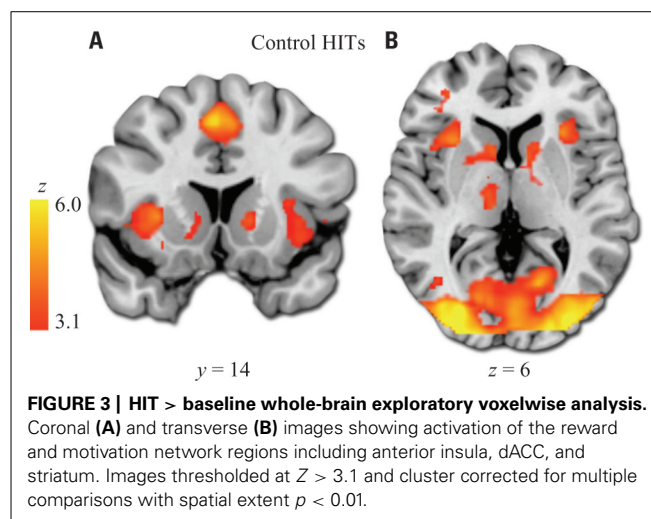 A
Control HITs
B
z
6.0
3.1
y = 14
z = 6
FIGURE 3 | HIT > baseline whole-brain exploratory voxelwise analysis.
Coronal (A) and transverse (B) images showing activation of the reward
and motivation network regions including anterior insula, dACC, and
striatum. Images thresholded at Z > 3.1 and cluster corrected for multiple
comparisons with spatial extent p < 0.01.